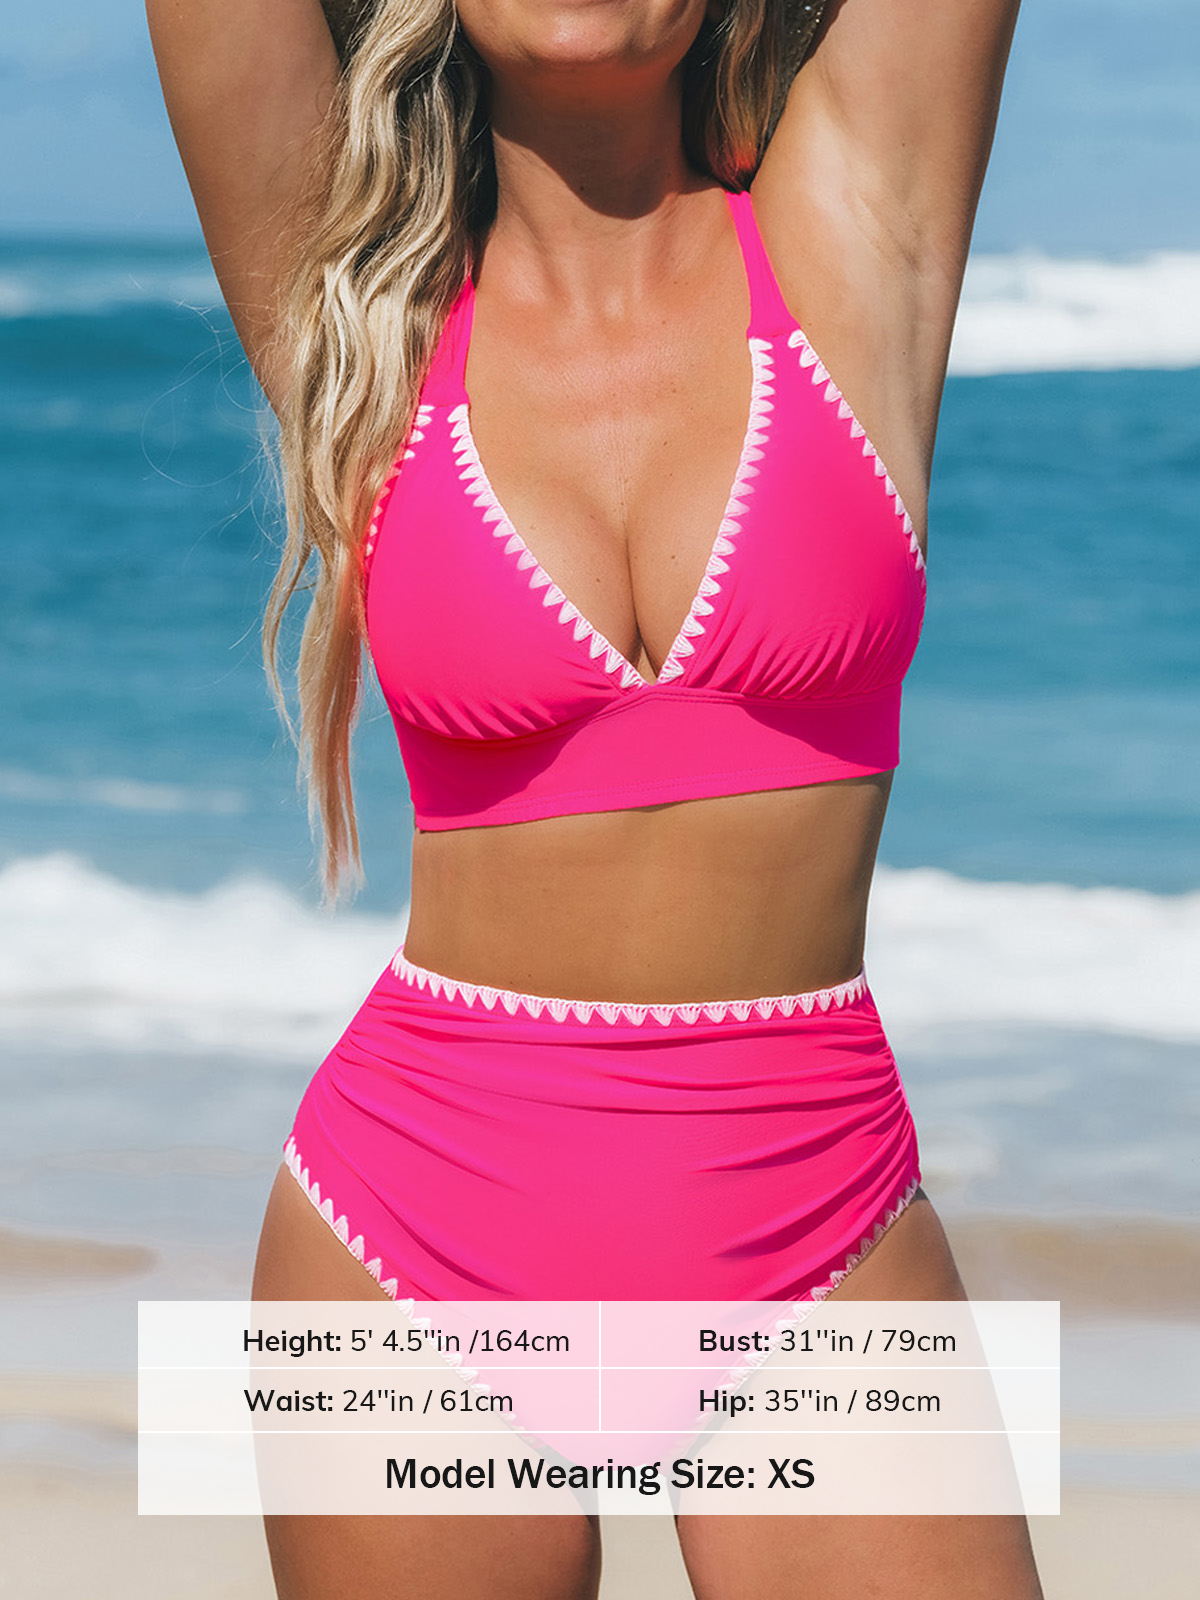 Height: 5' 4.5"in /164cm Bust: 31''in / 79cm
Waist: 24''in / 61cm Hip: 35''in / 89cm
Model Wearing Size: XS